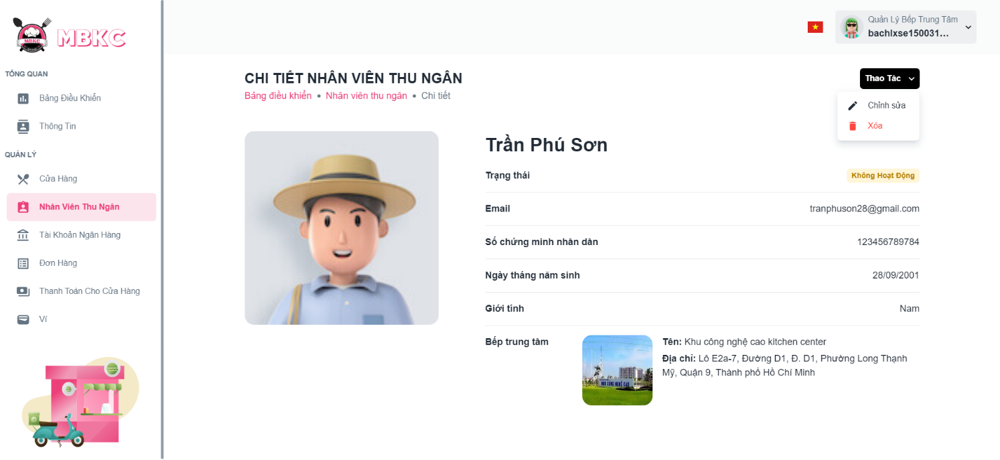 MBKC
MBKC
Quản Lý Bếp Trung Tâm
bachlxse150031...
TỔNG QUAN
Bảng Điều Khiển
Thông Tin
QUẢN LÝ
Cửa Hàng
Nhân Viên Thu Ngân
Tài Khoản Ngân Hàng
Đơn Hàng
Thanh Toán Cho Cửa Hàng
Ví
CHI TIẾT NHÂN VIÊN THU NGÂN
Bảng điều khiển • Nhân viên thu ngân • Chi tiết
Thao Tác
Chỉnh sửa
Xóa
Trần Phú Sơn
Trạng thái Không Hoạt Động
Email tranphuson28@gmail.com
Số chứng minh nhân dân 123456789784
Ngày tháng năm sinh 28/09/2001
Giới tính Nam
Bếp trung tâm
KHU CÔNG NGHỆ CAO
Tên: Khu công nghệ cao kitchen center
Địa chỉ: Lô E2a-7, Đường D1, Đ. D1, Phường Long Thạnh
Mỹ, Quận 9, Thành phố Hồ Chí Minh